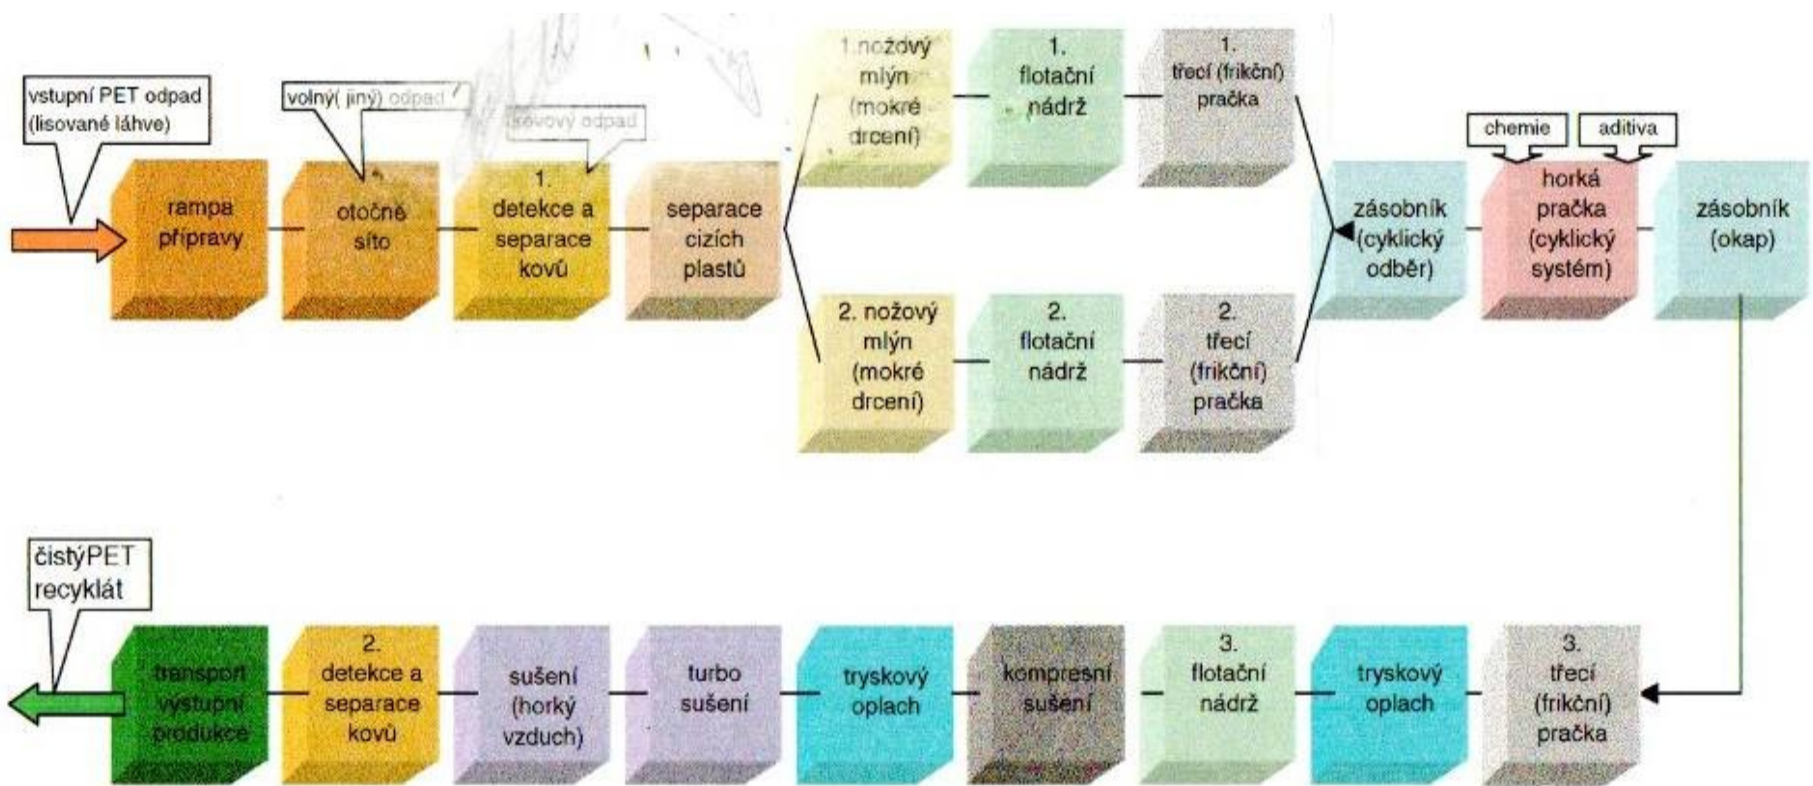 vstupní PET odpad
(lisované láhve)
volný( jiný) odpad
kovový odpad
rampa
přípravy
otočné
síto
1.
detekce a
separace
kovů
separace
cizích
plastů
1.nožový
mlýn
(mokré
drcení)
1.
flotační
nádrž
1.
třecí (frikční)
pračka
2. nožový
mlýn
(mokré
drcení)
2.
flotační
nádrž
2.
třecí
(frikční)
pračka
zásobník
(cyklický
odběr)
chemie
aditiva
horká
pračka
(cyklický
systém)
zásobník
(okap)
čistýPET
recyklát
transport
výstupní
produkce
2.
detekce a
separace
kovů
sušení
(horký
vzduch)
turbo
sušení
tryskový
oplach
kompresní
sušení
3.
flotační
nádrž
tryskový
oplach
3.
třecí
(frikční)
pračka